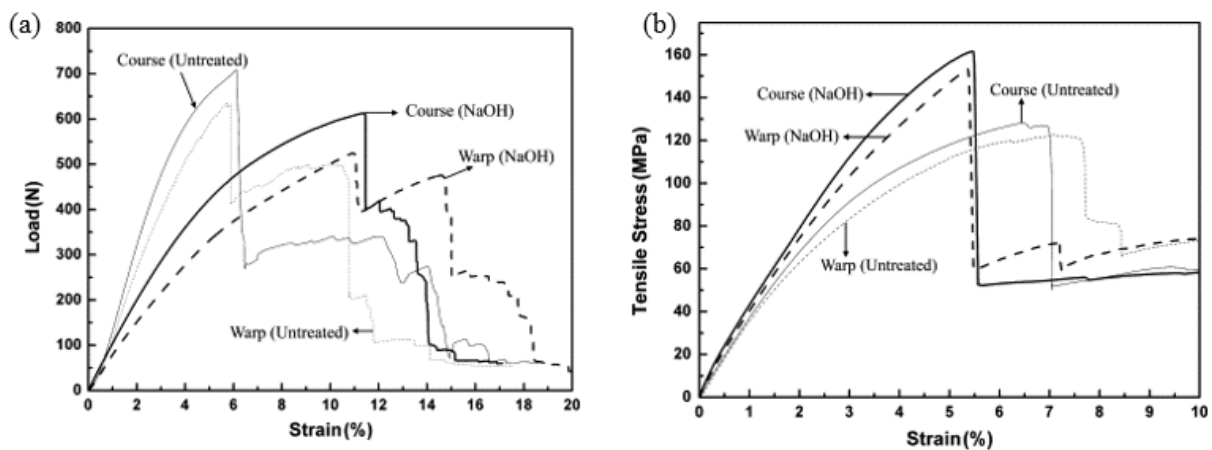 (a)
800
700
600
500
400
300
200
100
0
Load(N)
Course (Untreated)
Course (NaOH)
Warp (NaOH)
Warp (Untreated)
0 2 4 6 8 10 12 14 16 18 20
Strain(%)
(b)
160
140
120
100
80
60
40
20
0
Tensile Stress(MPa)
Course (NaOH)
Course (Untreated)
Warp (NaOH)
Warp (Untreated)
0 1 2 3 4 5 6 7 8 9 10
Strain(%)